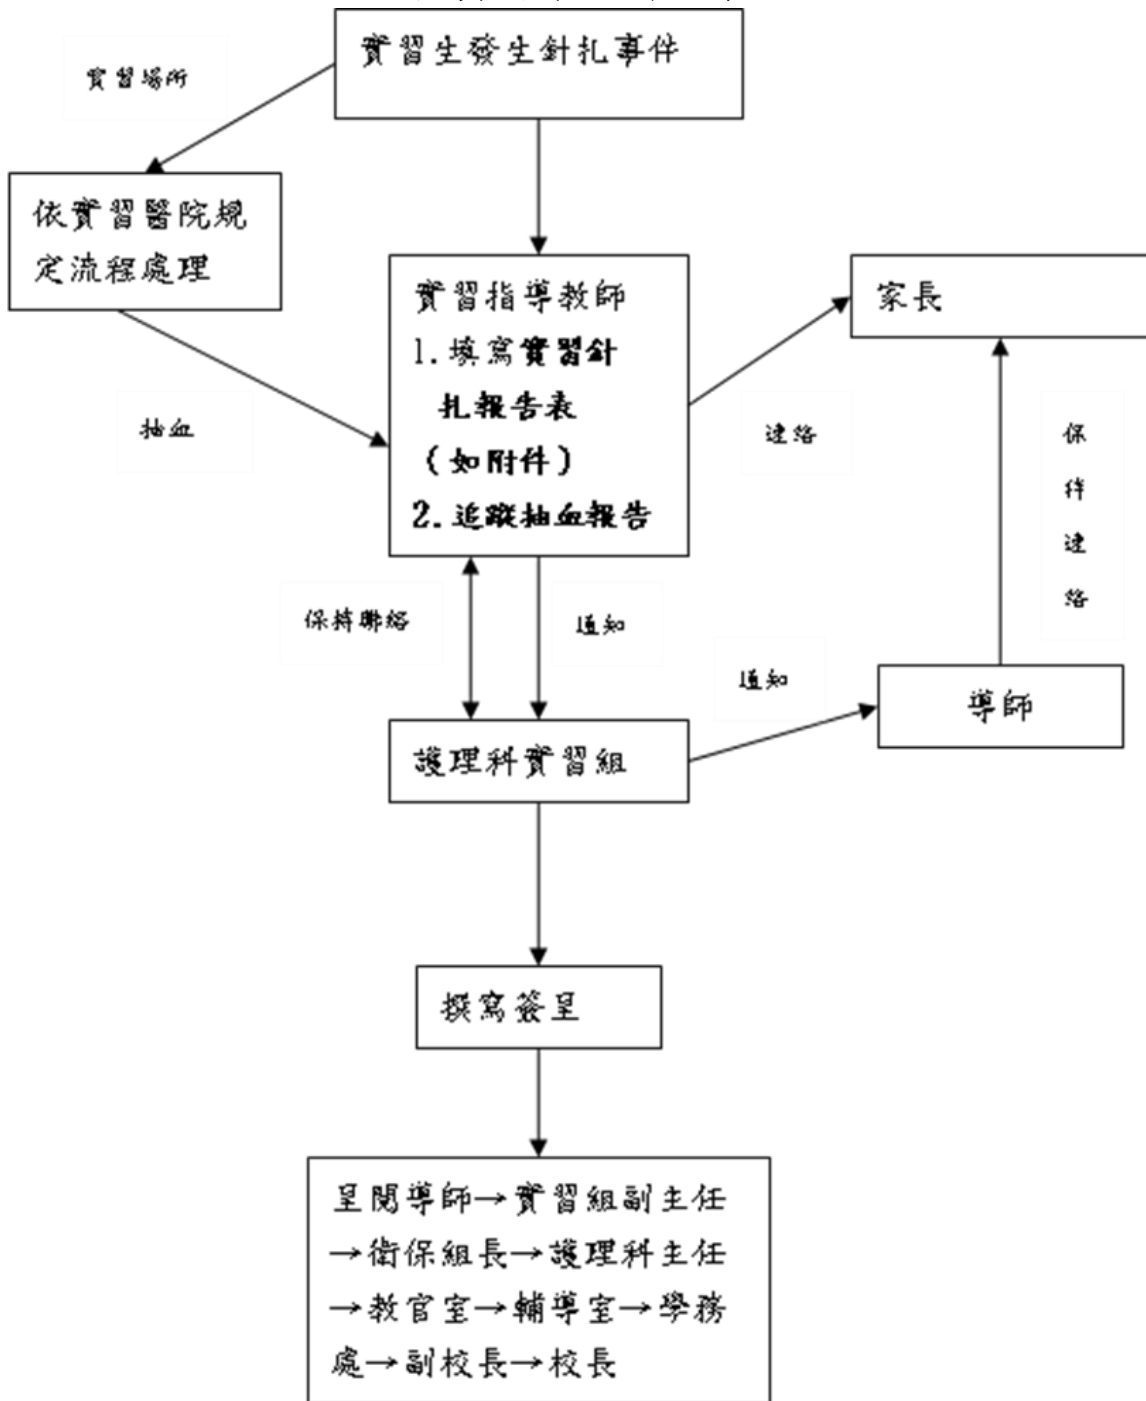 實習生發生針扎事件
實習場所
依實習醫院規
定流程處理
實習指導教師
1.填寫實習針
扎報告表
(如附件)
2.追蹤抽血報告
家長
抽血
連絡
保
持
連
絡
保持聯絡
通知
通知
導師
護理科實習組
撰寫簽呈
呈閱導師→實習組副主任
→衛保組長→護理科主任
→教官室→輔導室→學務
處→副校長→校長